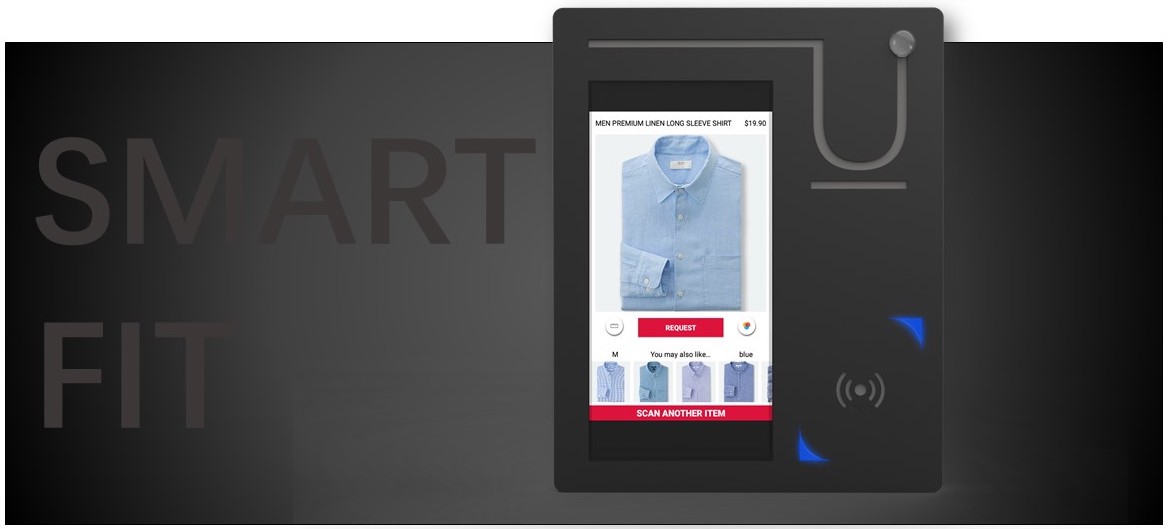 SMART
FIT
MEN PREMIUM LINEN LONG SLEEVE SHIRT $19.90
REQUEST
M You may also like... blue
SCAN ANOTHER ITEM